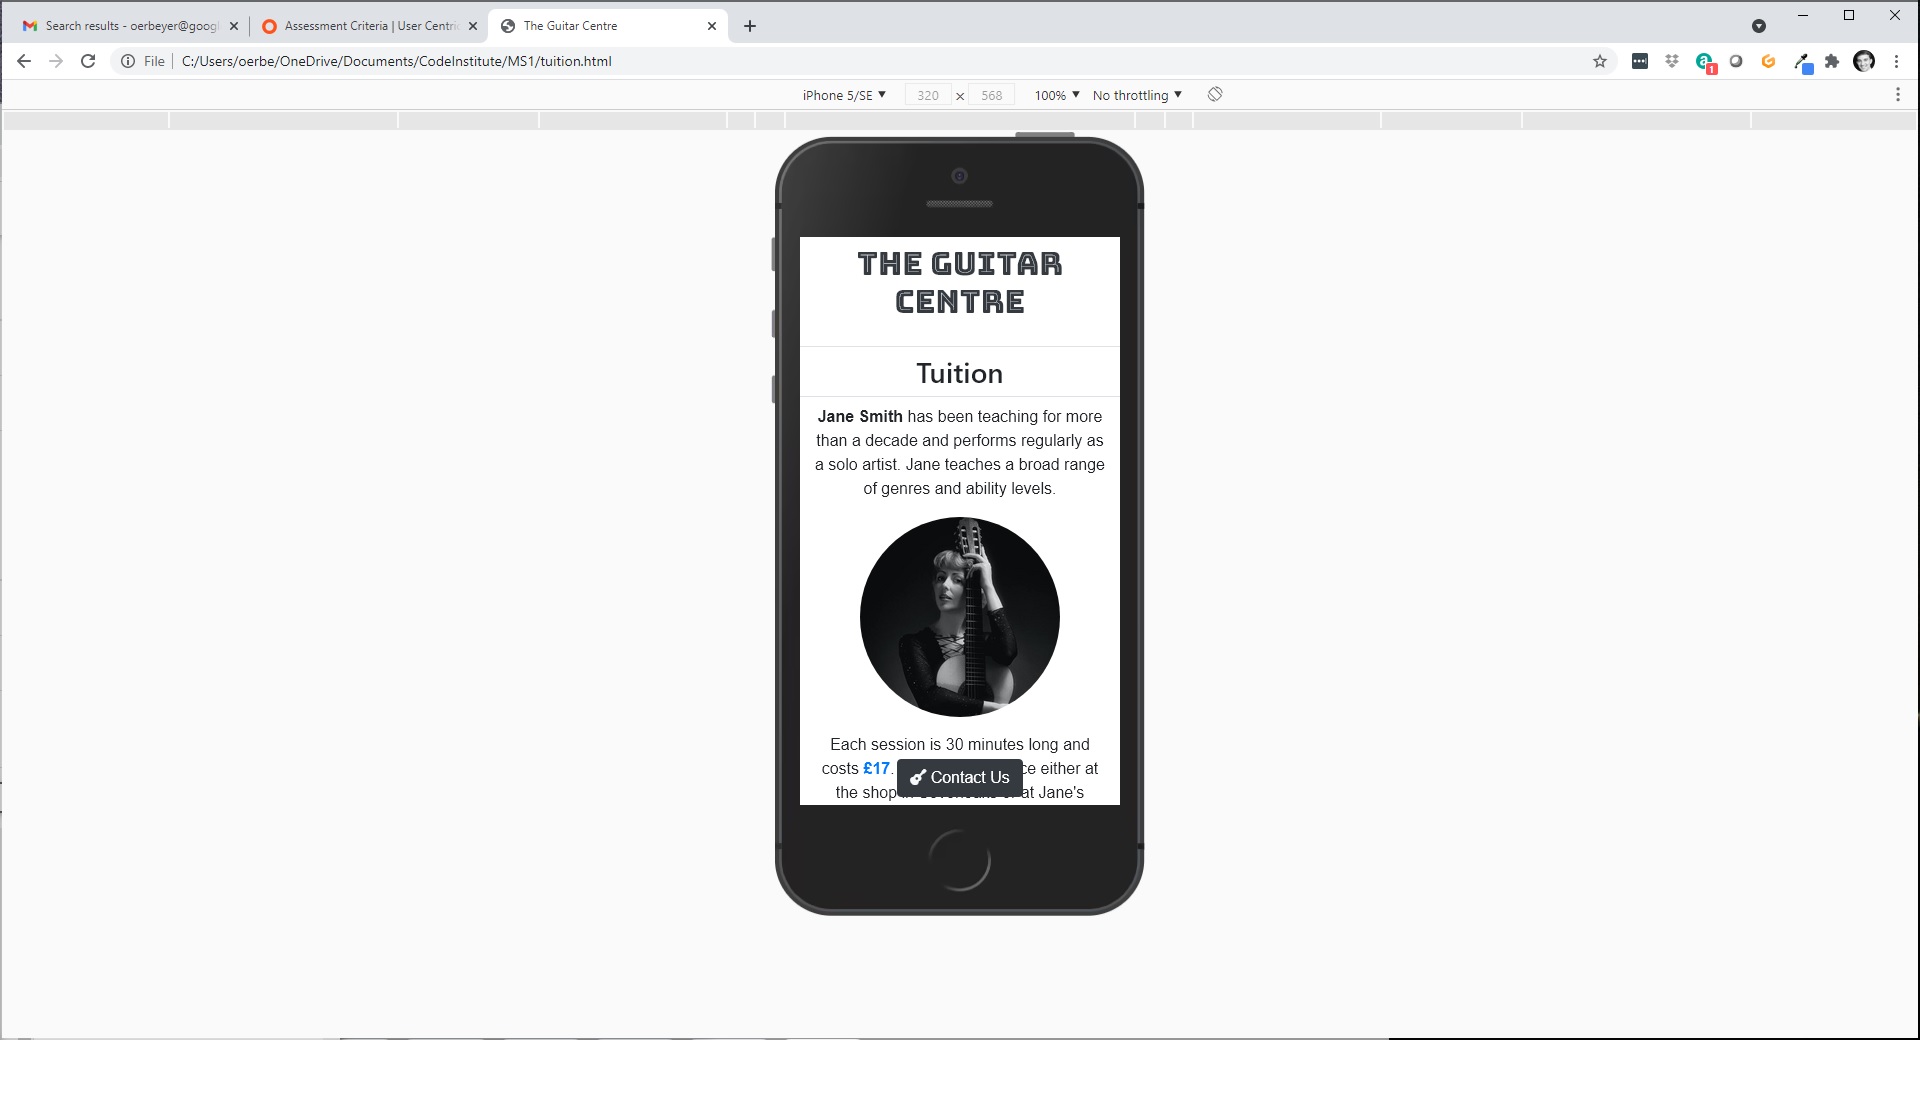 Search results - oerbeyer@goog
Assessment Criteria | User Centri
The Guitar Centre
File
C:/Users/oerbe/OneDrive/Documents/CodeInstitute/MS1/tuition.html
1
iPhone 5/SE ▼ 320 × 568 100% ▼ No throttling ▼
THE GUITAR
CENTRE
Tuition
Jane Smith has been teaching for more
than a decade and performs regularly as
a solo artist. Jane teaches a broad range
of genres and ability levels.
Each session is 30 minutes long and
costs £17. ce either at
the shop at Jane's
Contact Us